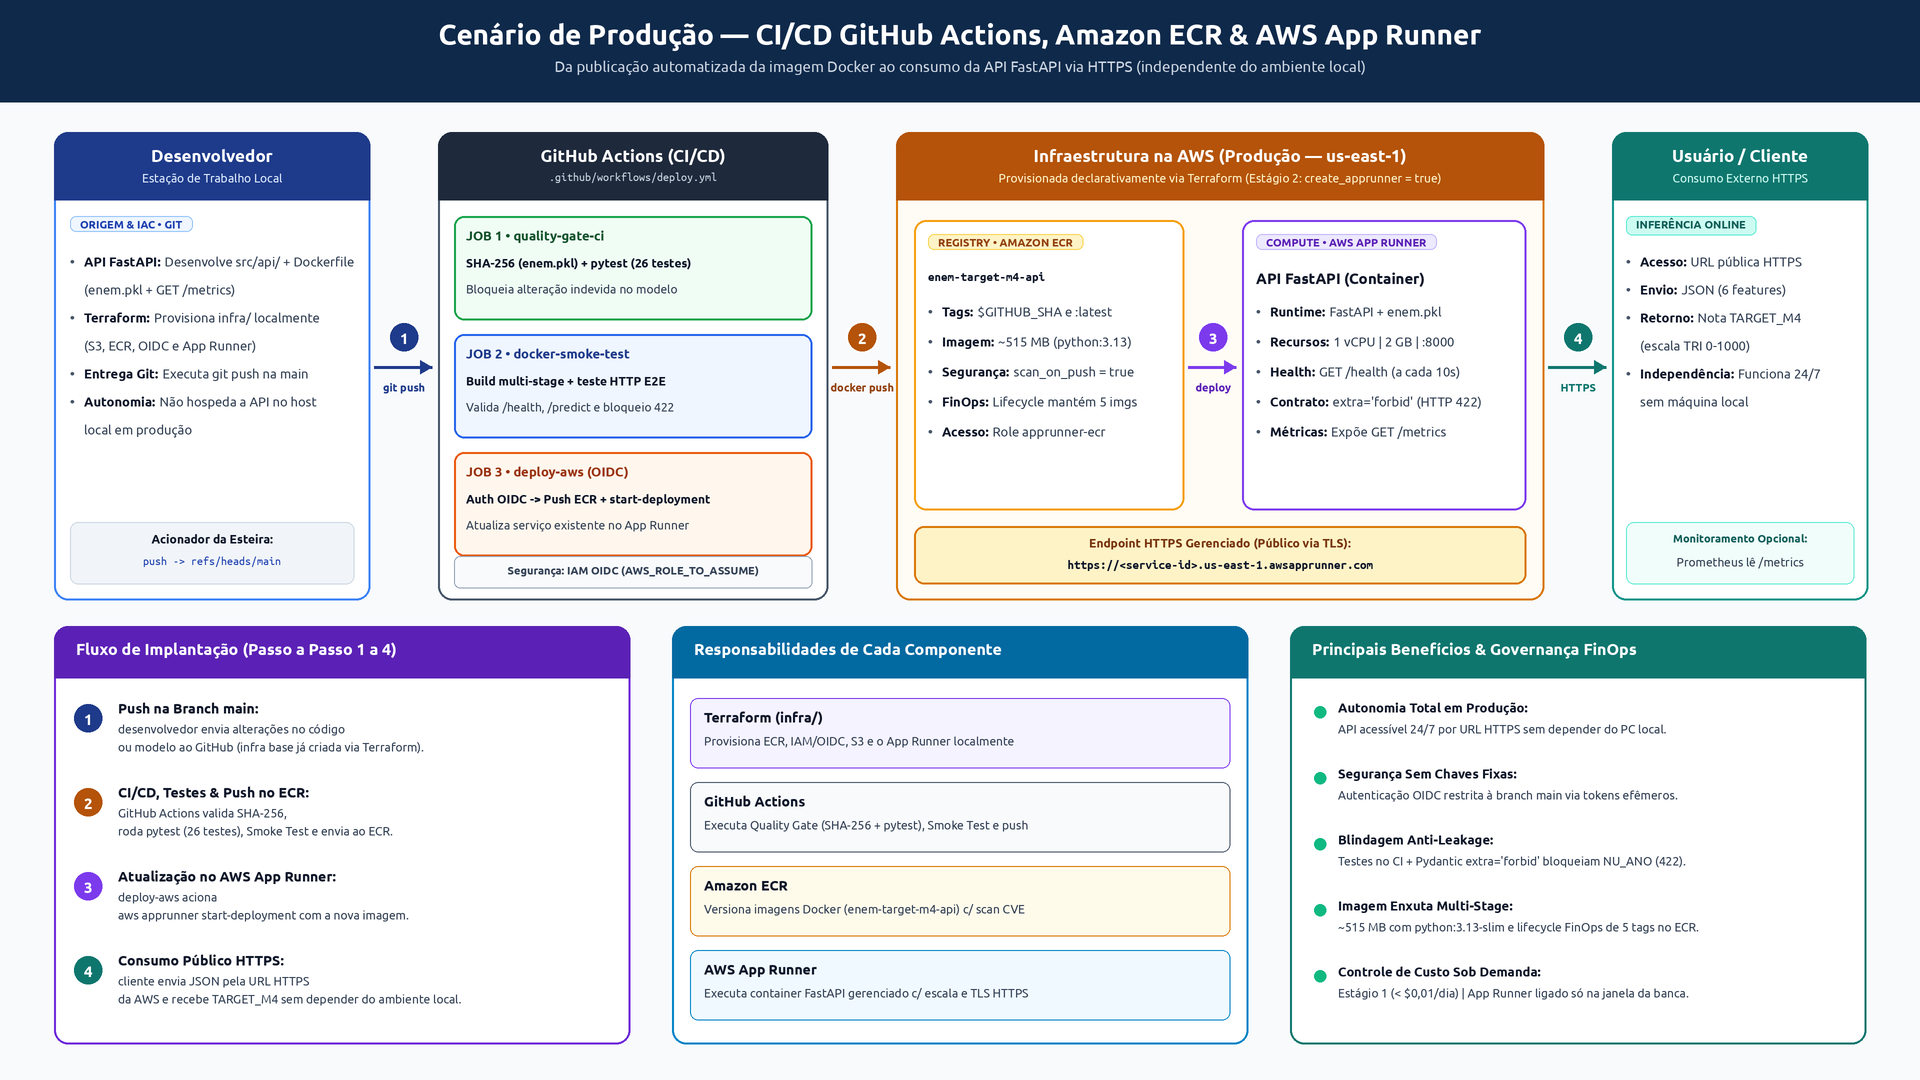 Cenário de Produção — CI/CD GitHub Actions, Amazon ECR & AWS App Runner
Da publicação automatizada da imagem Docker ao consumo da API FastAPI via HTTPS (independente do ambiente local)
Desenvolvedor
Estação de Trabalho Local
ORIGEM & IAC • GIT
• API FastAPI: Desenvolve src/api/ + Dockerfile
(enem.pkl + GET /metrics)
• Terraform: Provisiona infra/ localmente
(S3, ECR, OIDC e App Runner)
• Entrega Git: Executa git push na main
• Autonomia: Não hospeda a API no host
local em produção
Acionador da Esteira:
push -> refs/heads/main
1
git push
GitHub Actions (CI/CD)
.github/workflows/deploy.yml
JOB 1 • quality-gate-ci
SHA-256 (enem.pkl) + pytest (26 testes)
Bloqueia alteração indevida no modelo
JOB 2 • docker-smoke-test
Build multi-stage + teste HTTP E2E
Valida /health, /predict e bloqueio 422
JOB 3 • deploy-aws (OIDC)
Auth OIDC -> Push ECR + start-deployment
Atualiza serviço existente no App Runner
Segurança: IAM OIDC (AWS_ROLE_TO_ASSUME)
2
docker push
Infraestrutura na AWS (Produção — us-east-1)
Provisionada declarativamente via Terraform (Estágio 2: create_apprunner = true)
REGISTRY • AMAZON ECR
enem-target-m4-api
• Tags: $GITHUB_SHA e :latest
• Imagem: ~515 MB (python:3.13)
• Segurança: scan_on_push = true
• FinOps: Lifecycle mantém 5 imgs
• Acesso: Role apprunner-ecr
3
deploy
COMPUTE • AWS APP RUNNER
API FastAPI (Container)
• Runtime: FastAPI + enem.pkl
• Recursos: 1 vCPU | 2 GB | :8000
• Health: GET /health (a cada 10s)
• Contrato: extra='forbid' (HTTP 422)
• Métricas: Expõe GET /metrics
Endpoint HTTPS Gerenciado (Público via TLS):
https://<service-id>.us-east-1.awsapprunner.com
4
HTTPS
Usuário / Cliente
Consumo Externo HTTPS
INFERÊNCIA ONLINE
• Acesso: URL pública HTTPS
• Envio: JSON (6 features)
• Retorno: Nota TARGET_M4
(escala TRI 0-1000)
• Independência: Funciona 24/7
sem máquina local
Monitoramento Opcional:
Prometheus lê /metrics
Fluxo de Implantação (Passo a Passo 1 a 4)
1
Push na Branch main:
desenvolvedor envia alterações no código
ou modelo ao GitHub (infra base já criada via Terraform).
2
CI/CD, Testes & Push no ECR:
GitHub Actions valida SHA-256,
roda pytest (26 testes), Smoke Test e envia ao ECR.
3
Atualização no AWS App Runner:
deploy-aws aciona
aws apprunner start-deployment com a nova imagem.
4
Consumo Público HTTPS:
cliente envia JSON pela URL HTTPS
da AWS e recebe TARGET_M4 sem depender do ambiente local.
Responsabilidades de Cada Componente
Terraform (infra/)
Provisiona ECR, IAM/OIDC, S3 e o App Runner localmente
GitHub Actions
Executa Quality Gate (SHA-256 + pytest), Smoke Test e push
Amazon ECR
Versiona imagens Docker (enem-target-m4-api) c/ scan CVE
AWS App Runner
Executa container FastAPI gerenciado c/ escala e TLS HTTPS
Principais Benefícios & Governança FinOps
Autonomia Total em Produção:
API acessível 24/7 por URL HTTPS sem depender do PC local.
Segurança Sem Chaves Fixas:
Autenticação OIDC restrita à branch main via tokens efêmeros.
Blindagem Anti-Leakage:
Testes no CI + Pydantic extra='forbid' bloqueiam NU_ANO (422).
Imagem Enxuta Multi-Stage:
~515 MB com python:3.13-slim e lifecycle FinOps de 5 tags no ECR.
Controle de Custo Sob Demanda:
Estágio 1 (< $0,01/dia) | App Runner ligado só na janela da banca.